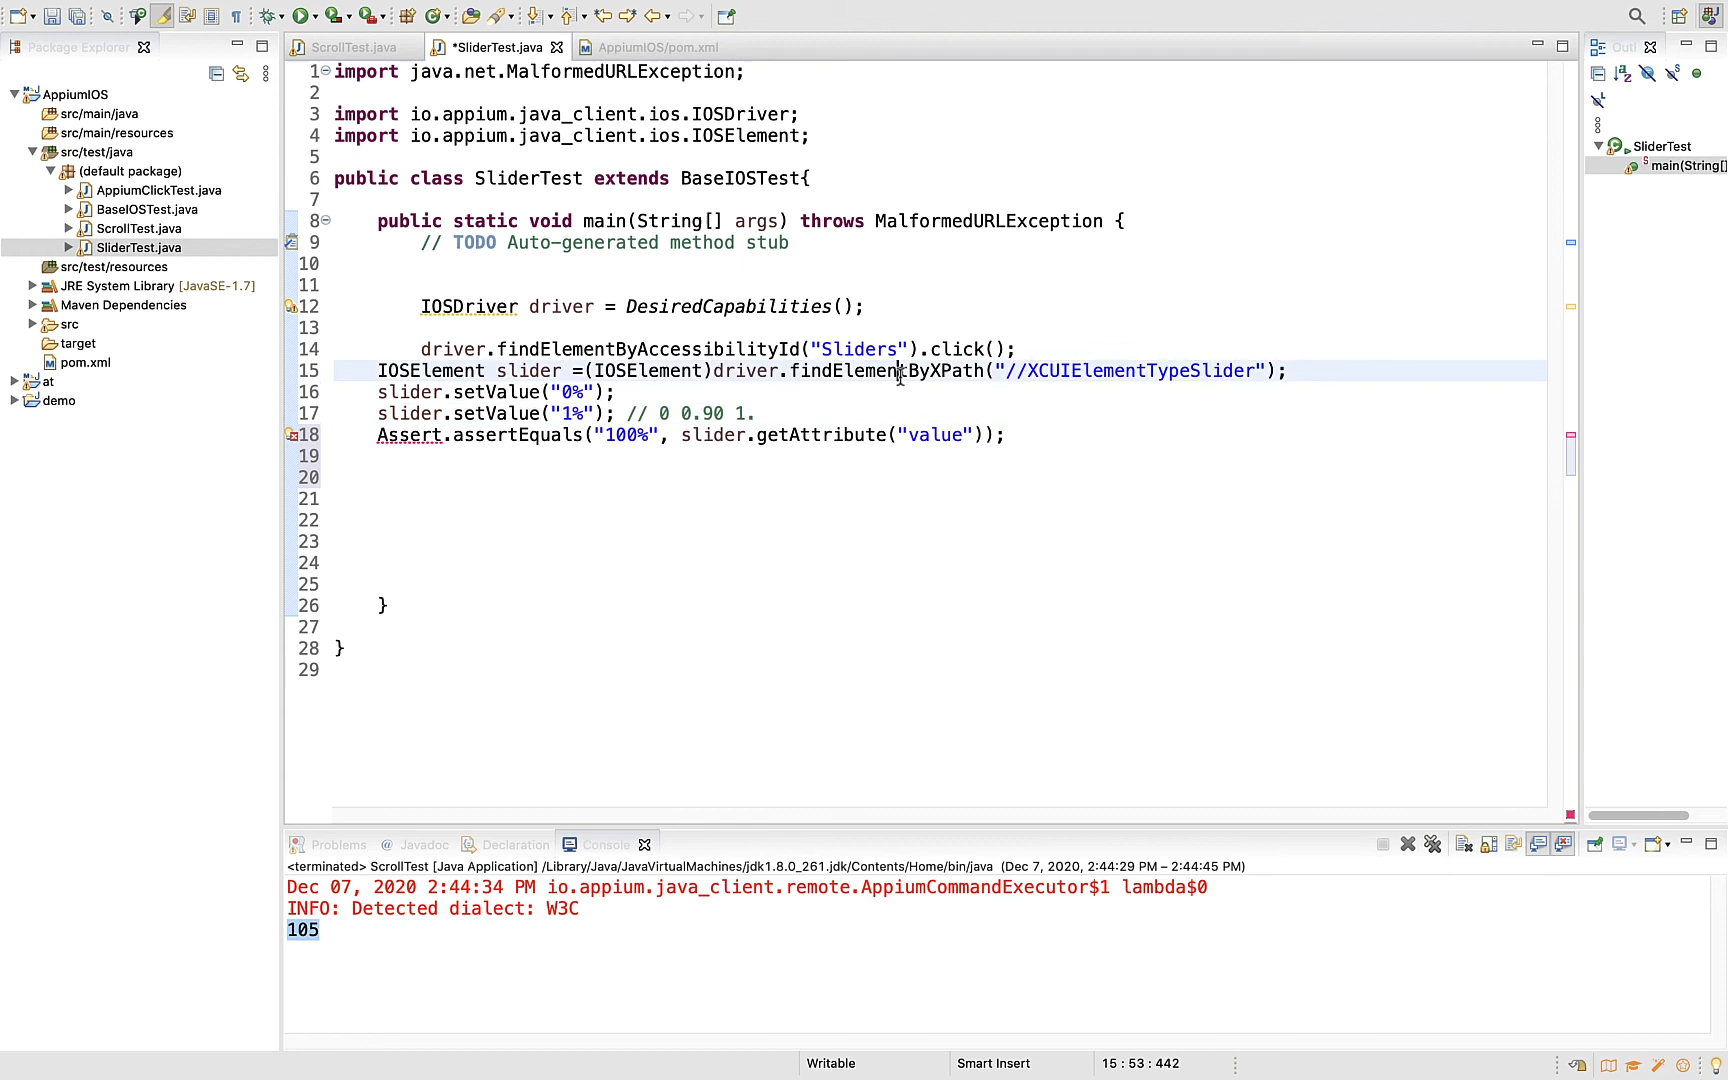 Package Explorer
AppiumIOS
src/main/java
src/main/resources
src/test/java
(default package)
AppiumClickTest.java
BaseIOSTest.java
ScrollTest.java
SliderTest.java
src/test/resources
JRE System Library [JavaSE-1.7]
Maven Dependencies
src
target
pom.xml
at
demo
ScrollTest.java
*SliderTest.java
AppiumIOS/pom.xml
1 import java.net.MalformedURLException;
2
3 import io.appium.java_client.ios.IOSDriver;
4 import io.appium.java_client.ios.IOSElement;
5
6 public class SliderTest extends BaseIOSTest{
7
8 public static void main(String[] args) throws MalformedURLException {
9 // TODO Auto-generated method stub
10
11
12 IOSDriver driver = DesiredCapabilities();
13
14 driver.findElementByAccessibilityId("Sliders").click();
15 IOSElement slider =(IOSElement)driver.findElementByXPath("//XCUIElementTypeSlider");
16 slider.setValue("0%");
17 slider.setValue("1%"); // 0 0.90 1.
18 Assert.assertEquals("100%", slider.getAttribute("value"));
19
20
21
22
23
24
25
26 }
27
28 }
29
Outl
SliderTest
main(String[]
Problems
@ Javadoc
Declaration
Console
<terminated> ScrollTest [Java Application] /Library/Java/JavaVirtualMachines/jdk1.8.0_261.jdk/Contents/Home/bin/java (Dec 7, 2020, 2:44:29 PM – 2:44:45 PM)
Dec 07, 2020 2:44:34 PM io.appium.java_client.remote.AppiumCommandExecutor$1 lambda$0
INFO: Detected dialect: W3C
105
Writable
Smart Insert
15 : 53 : 442